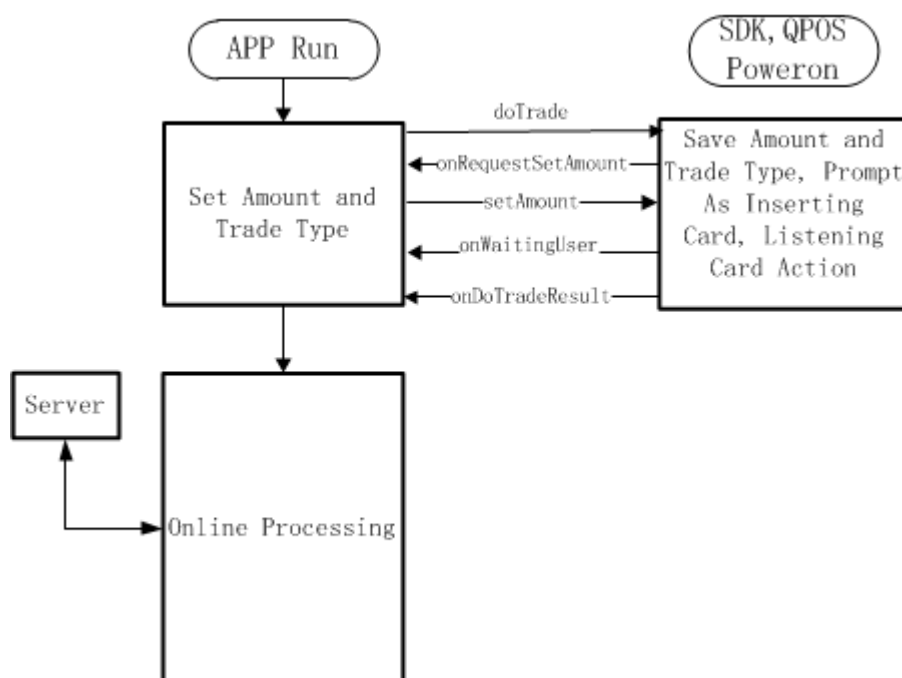 APP Run
SDK,QPOS
Poweron
doTrade
onRequestSetAmount
setAmount
onWaitingUser
onDoTradeResult
Set Amount and
Trade Type
Save Amount and
Trade Type, Prompt
As Inserting
Card, Listening
Card Action
Server
Online Processing